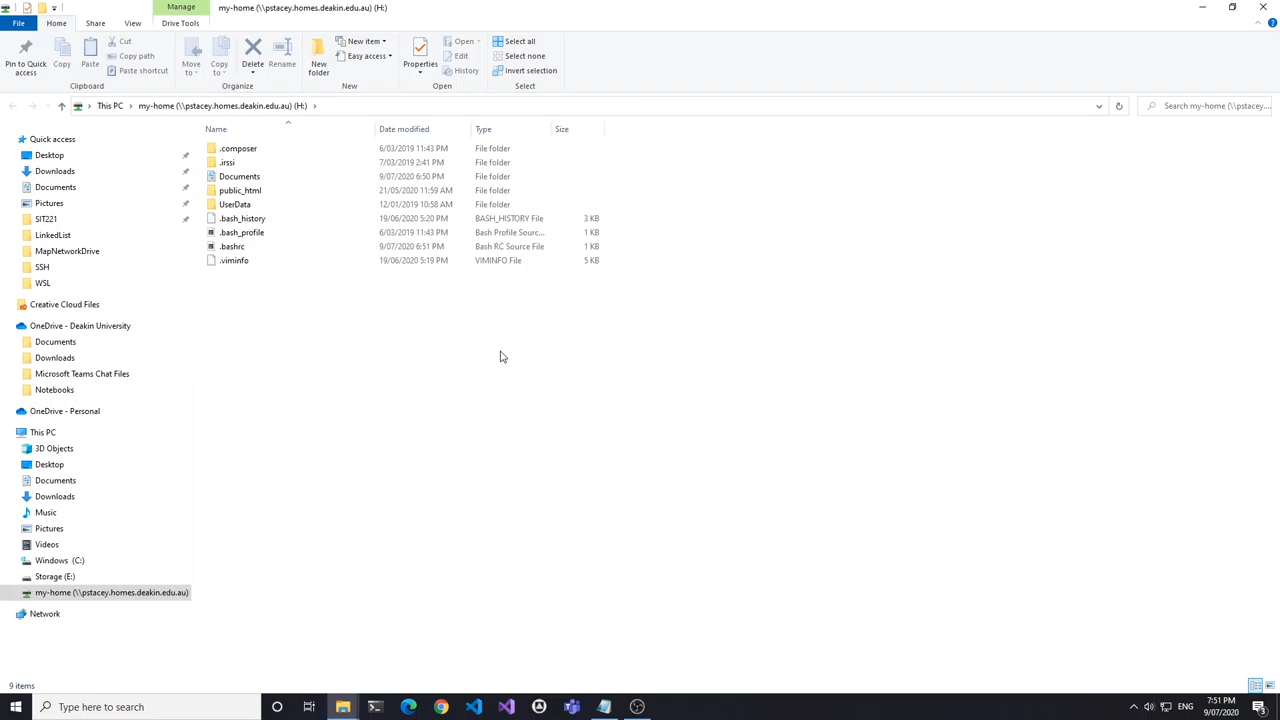 Manage
my-home (\\pstacey.homes.deakin.edu.au) (H:)
File
Home
Share
View
Drive Tools
Pin to Quick access
Copy
Paste
Cut
Copy path
Paste shortcut
Clipboard
Move to
Copy to
Delete
Rename
Organize
New folder
New item
Easy access
New
Properties
Open
Edit
History
Open
Select all
Select none
Invert selection
Select
This PC
my-home (\\pstacey.homes.deakin.edu.au) (H:)
Search my-home (\\pstacey....
Name
Date modified
Type
Size
.composer 6/03/2019 11:43 PM File folder
.irssi 7/03/2019 2:41 PM File folder
Documents 9/07/2020 6:50 PM File folder
public_html 21/05/2020 11:59 AM File folder
UserData 12/01/2019 10:58 AM File folder
.bash_history 19/06/2020 5:20 PM BASH_HISTORY File 3 KB
.bash_profile 6/03/2019 11:43 PM Bash Profile Sourc... 1 KB
.bashrc 9/07/2020 6:51 PM Bash RC Source File 1 KB
.viminfo 19/06/2020 5:19 PM VIMINFO File 5 KB
Quick access
Desktop
Downloads
Documents
Pictures
SIT221
LinkedList
MapNetworkDrive
SSH
WSL
Creative Cloud Files
OneDrive - Deakin University
Documents
Downloads
Microsoft Teams Chat Files
Notebooks
OneDrive - Personal
This PC
3D Objects
Desktop
Documents
Downloads
Music
Pictures
Videos
Windows (C:)
Storage (E:)
my-home (\\pstacey.homes.deakin.edu.au)
Network
9 items
Type here to search
ENG
7:51 PM
9/07/2020
3